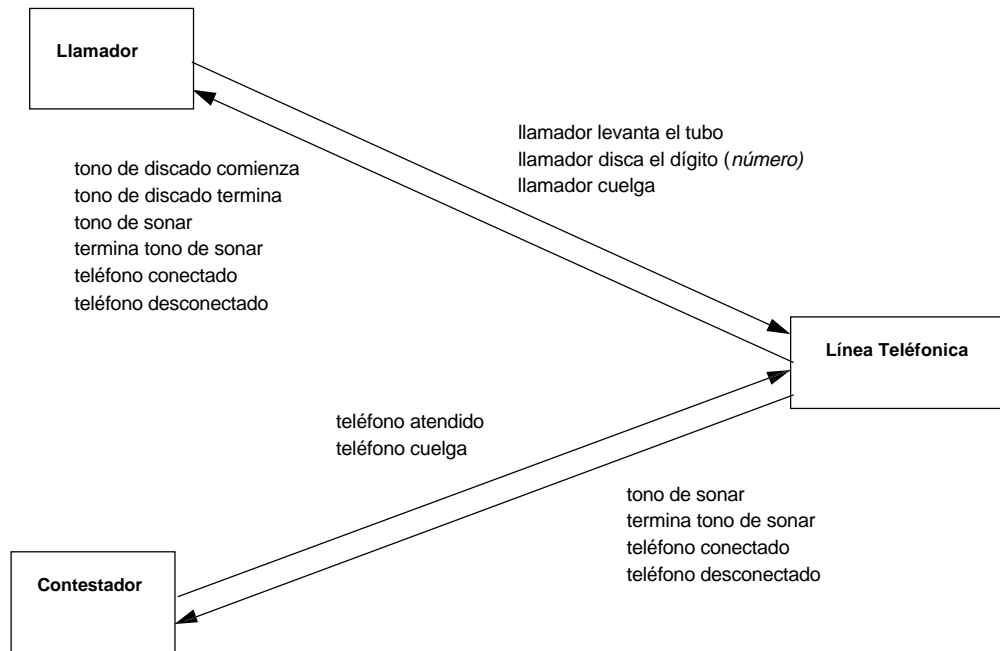 Llamador
llamador levanta el tubo
llamador disca el dígito (número)
llamador cuelga
tono de discado comienza
tono de discado termina
tono de sonar
termina tono de sonar
teléfono conectado
teléfono desconectado
Línea Teléfonica
teléfono atendido
teléfono cuelga
tono de sonar
termina tono de sonar
teléfono conectado
teléfono desconectado
Contestador